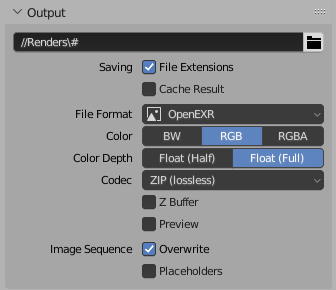 Output
//Renders\#
Saving File Extensions
Cache Result
File Format OpenEXR
Color BW RGB RGBA
Color Depth Float (Half) Float (Full)
Codec ZIP (lossless)
Z Buffer
Preview
Image Sequence Overwrite
Placeholders